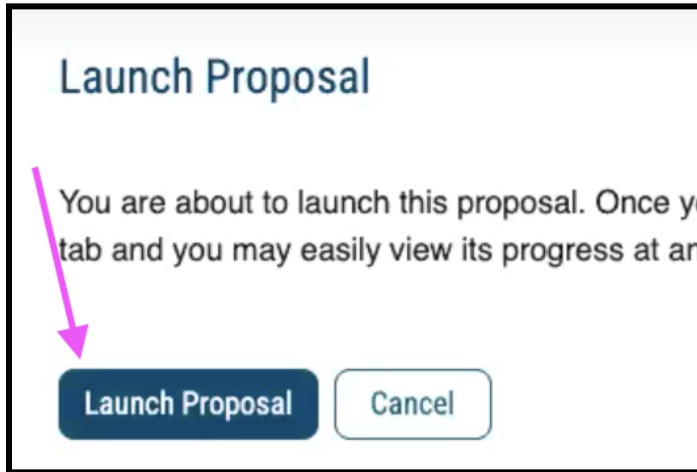 Launch Proposal
You are about to launch this proposal. Once
tab and you may easily view its progress at
Launch Proposal
Cancel